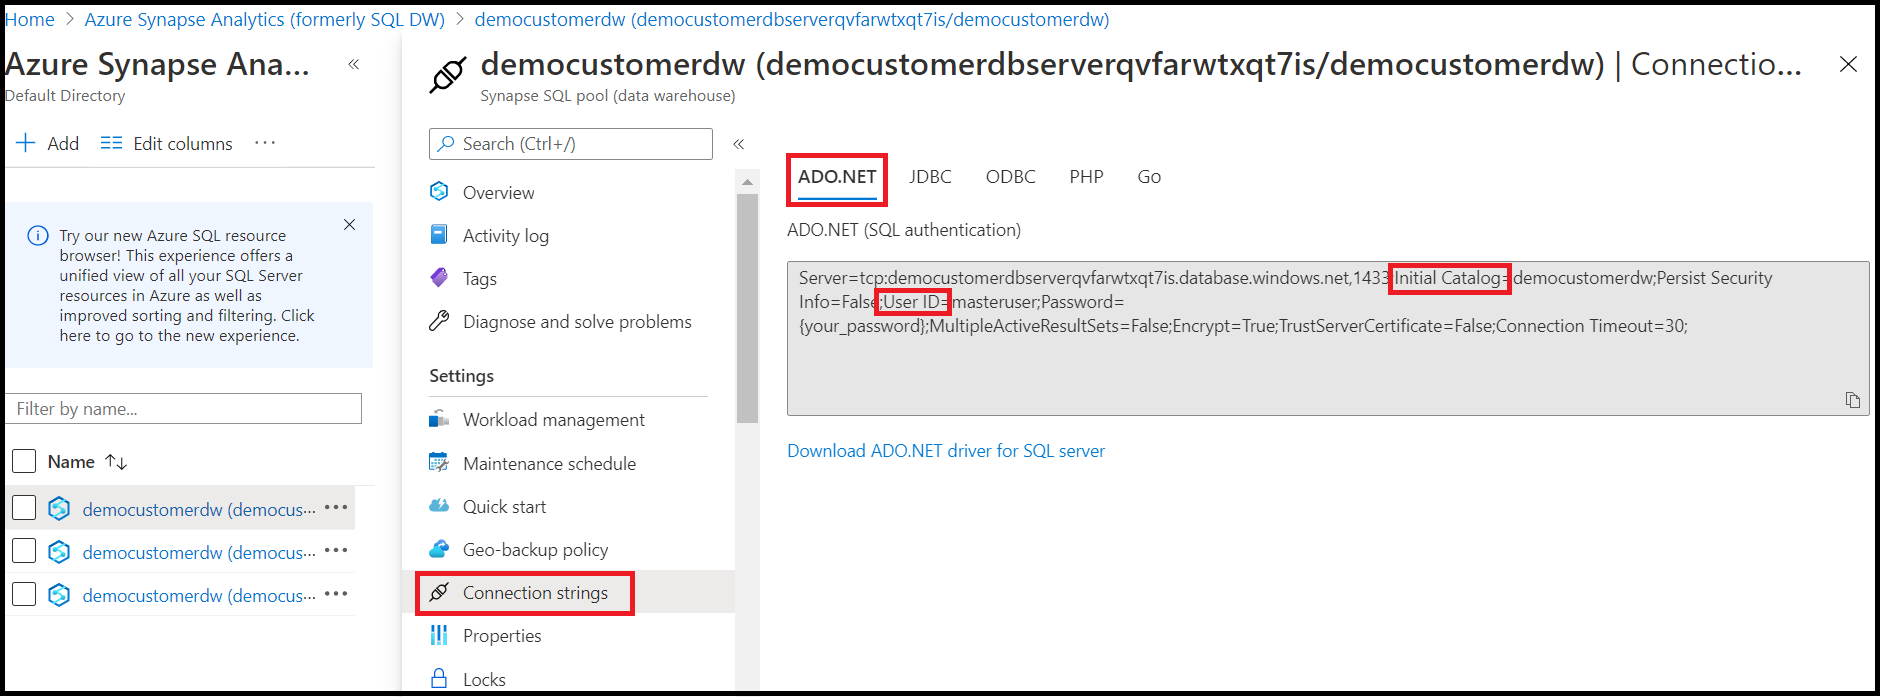 Home > Azure Synapse Analytics (formerly SQL DW) > democustomerdw (democustomerdbserverqvfarwtxqt7is/democustomerdw)
Azure Synapse Ana...
Default Directory
Add Edit columns ...
Try our new Azure SQL resource
browser! This experience offers a
unified view of all your SQL Server
resources in Azure as well as
improved sorting and filtering. Click
here to go to the new experience.
Filter by name...
Name
democustomerdw (democus...
democustomerdw (democus...
democustomerdw (democus...
democustomerdw (democustomerdbserverqvfarwtxqt7is/democustomerdw) | Connectio...
Synapse SQL pool (data warehouse)
Search (Ctrl+/)
Overview
Activity log
Tags
Diagnose and solve problems
Settings
Workload management
Maintenance schedule
Quick start
Geo-backup policy
Connection strings
Properties
Locks
ADO.NET JDBC ODBC PHP Go
ADO.NET (SQL authentication)
Server=tcp:democustomerdbserverqvfarwtxqt7is.database.windows.net,1433;Initial Catalog=democustomerdw;Persist Security
Info=False;User ID=masteruser;Password=
{your_password};MultipleActiveResultSets=False;Encrypt=True;TrustServerCertificate=False;Connection Timeout=30;
Download ADO.NET driver for SQL server